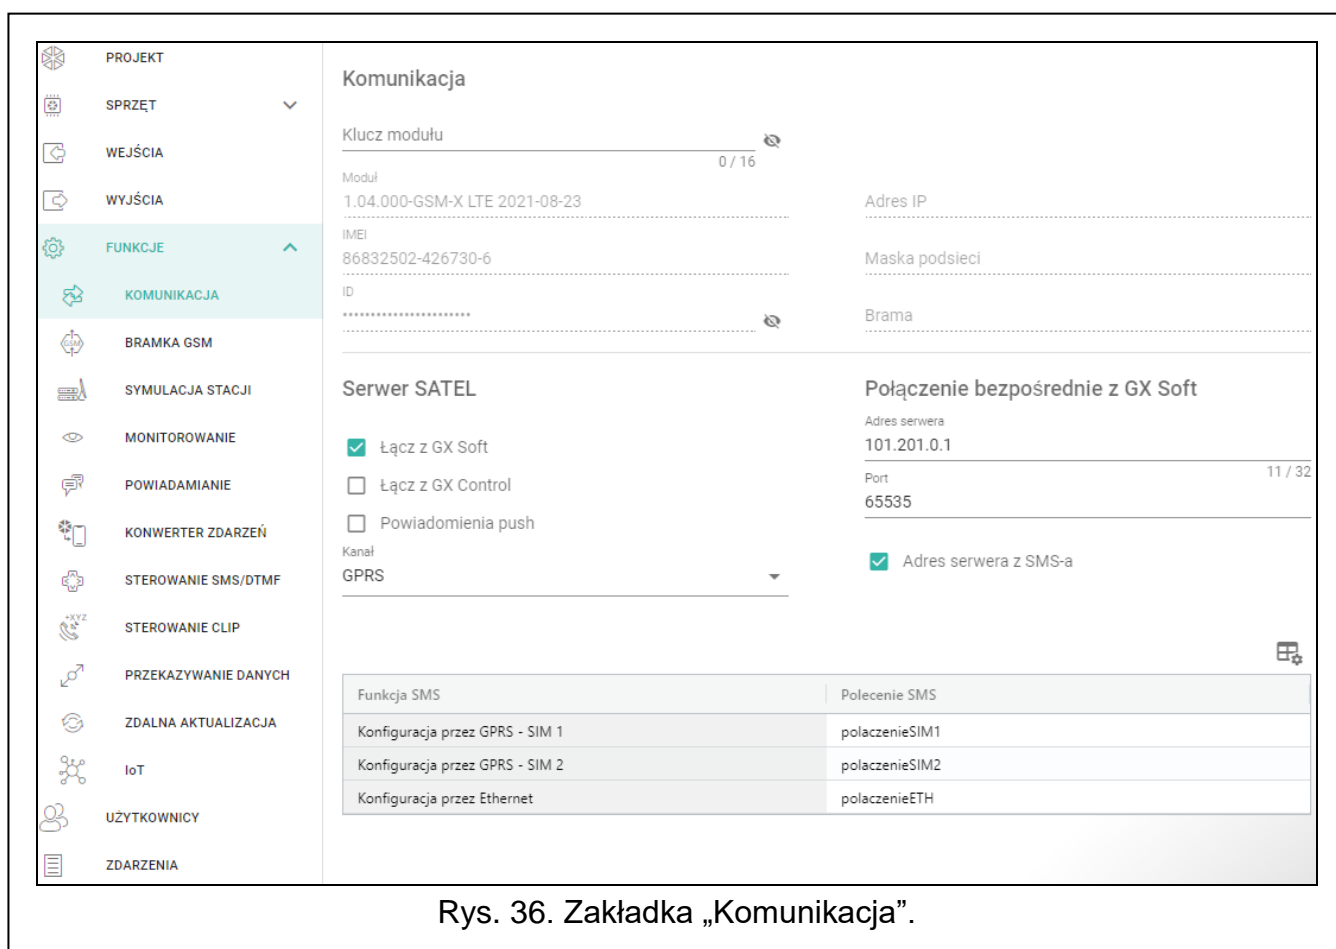 PROJEKT
SPRZĘT
WEJŚCIA
WYJŚCIA
FUNKCJE
KOMUNIKACJA
BRAMKA GSM
GSM
SYMULACJA STACJI
MONITOROWANIE
POWIADAMIANIE
KONWERTER ZDARZEŃ
STEROWANIE SMS/DTMF
+XYZ
STEROWANIE CLIP
PRZEKAZYWANIE DANYCH
ZDALNA AKTUALIZACJA
IoT
UŻYTKOWNICY
ZDARZENIA
Komunikacja
Klucz modułu
0 / 16
Moduł
1.04.000-GSM-X LTE 2021-08-23
IMEI
86832502-426730-6
ID
••••••••••••••••••••••
Adres IP
Maska podsieci
Brama
Serwer SATEL
Łącz z GX Soft
Łącz z GX Control
Powiadomienia push
Kanał
GPRS
Połączenie bezpośrednie z GX Soft
Adres serwera
101.201.0.1
11 / 32
Port
65535
Adres serwera z SMS-a
Funkcja SMS Polecenie SMS
Konfiguracja przez GPRS - SIM 1 polaczenieSIM1
Konfiguracja przez GPRS - SIM 2 polaczenieSIM2
Konfiguracja przez Ethernet polaczenieETH
Rys. 36. Zakładka „Komunikacja”.